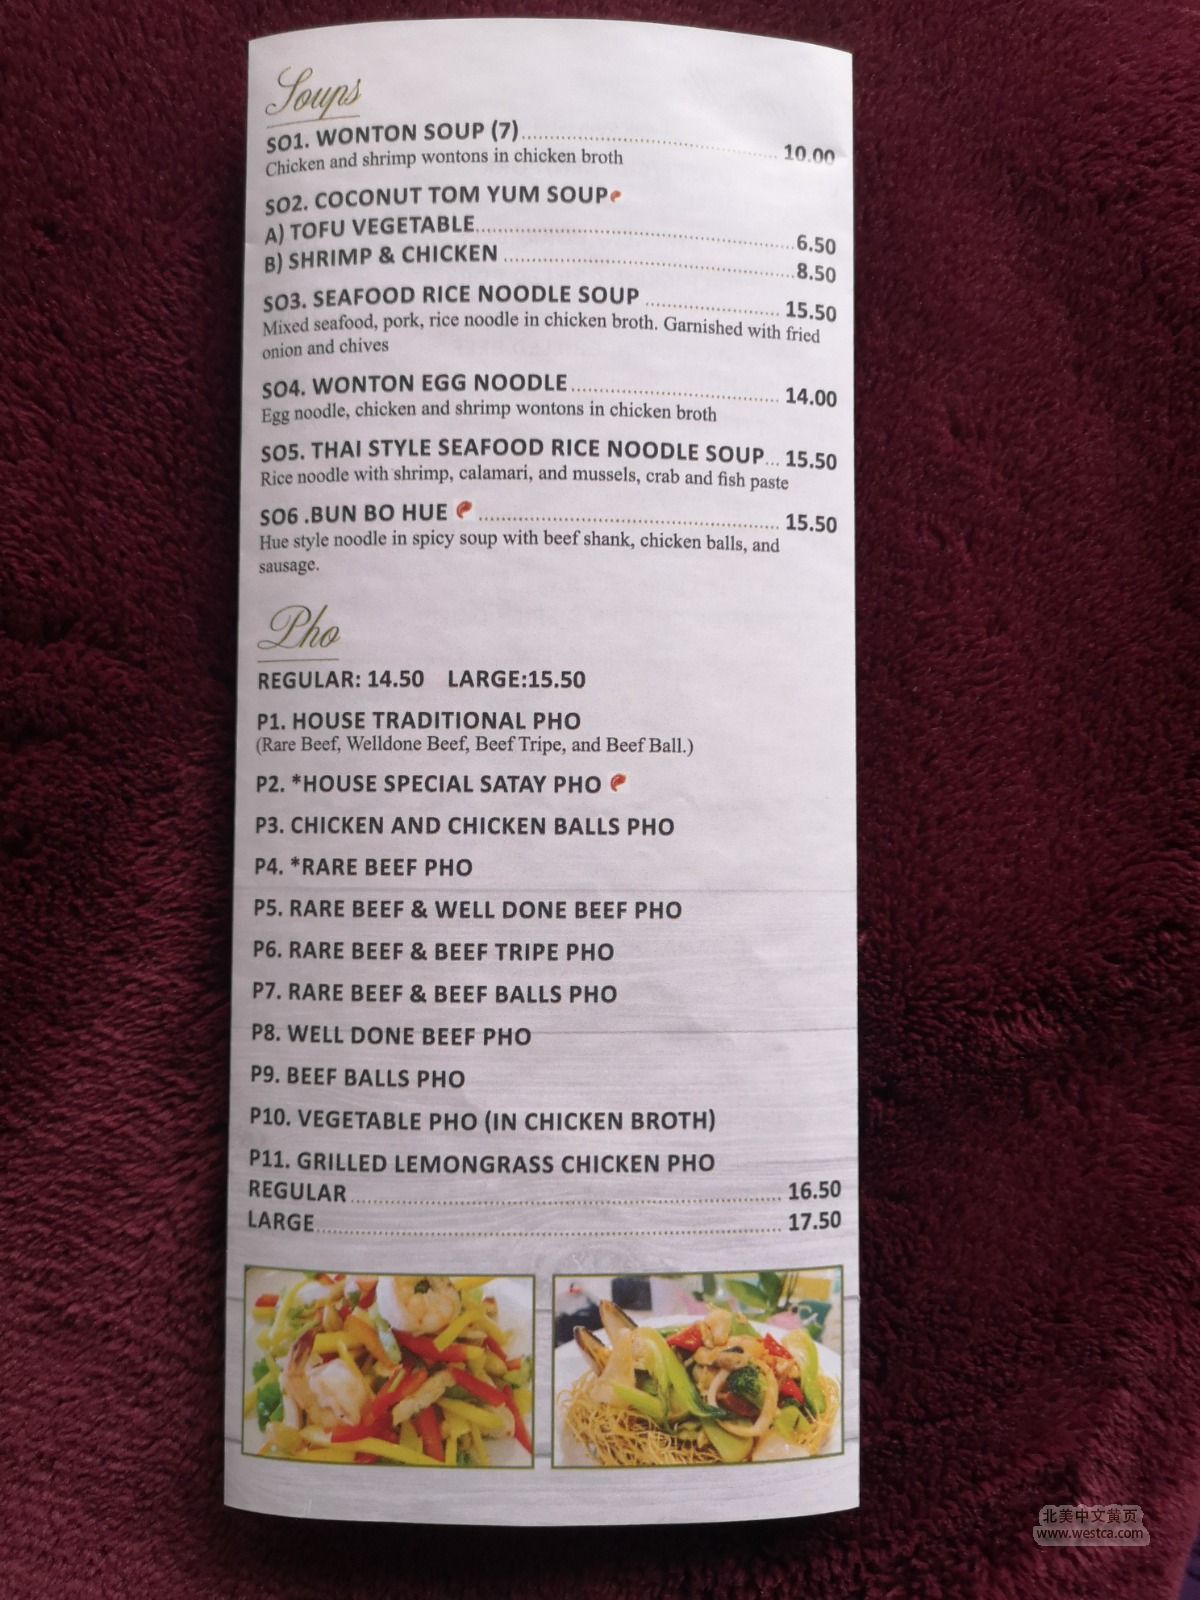 Soups
SO1. WONTON SOUP (7) 10.00
Chicken and shrimp wontons in chicken broth
SO2. COCONUT TOM YUM SOUP
A) TOFU VEGETABLE 6.50
B) SHRIMP & CHICKEN 8.50
SO3. SEAFOOD RICE NOODLE SOUP 15.50
Mixed seafood, pork, rice noodle in chicken broth. Garnished with fried
onion and chives
SO4. WONTON EGG NOODLE 14.00
Egg noodle, chicken and shrimp wontons in chicken broth
SO5. THAI STYLE SEAFOOD RICE NOODLE SOUP... 15.50
Rice noodle with shrimp, calamari, and mussels, crab and fish paste
SO6 .BUN BO HUE 15.50
Hue style noodle in spicy soup with beef shank, chicken balls, and
sausage.
Pho
REGULAR: 14.50 LARGE:15.50
P1. HOUSE TRADITIONAL PHO
(Rare Beef, Welldone Beef, Beef Tripe, and Beef Ball.)
P2. *HOUSE SPECIAL SATAY PHO
P3. CHICKEN AND CHICKEN BALLS PHO
P4. *RARE BEEF PHO
P5. RARE BEEF & WELL DONE BEEF PHO
P6. RARE BEEF & BEEF TRIPE PHO
P7. RARE BEEF & BEEF BALLS PHO
P8. WELL DONE BEEF PHO
P9. BEEF BALLS PHO
P10. VEGETABLE PHO (IN CHICKEN BROTH)
P11. GRILLED LEMONGRASS CHICKEN PHO
REGULAR 16.50
LARGE 17.50
北美中文黄页
www.westca.com